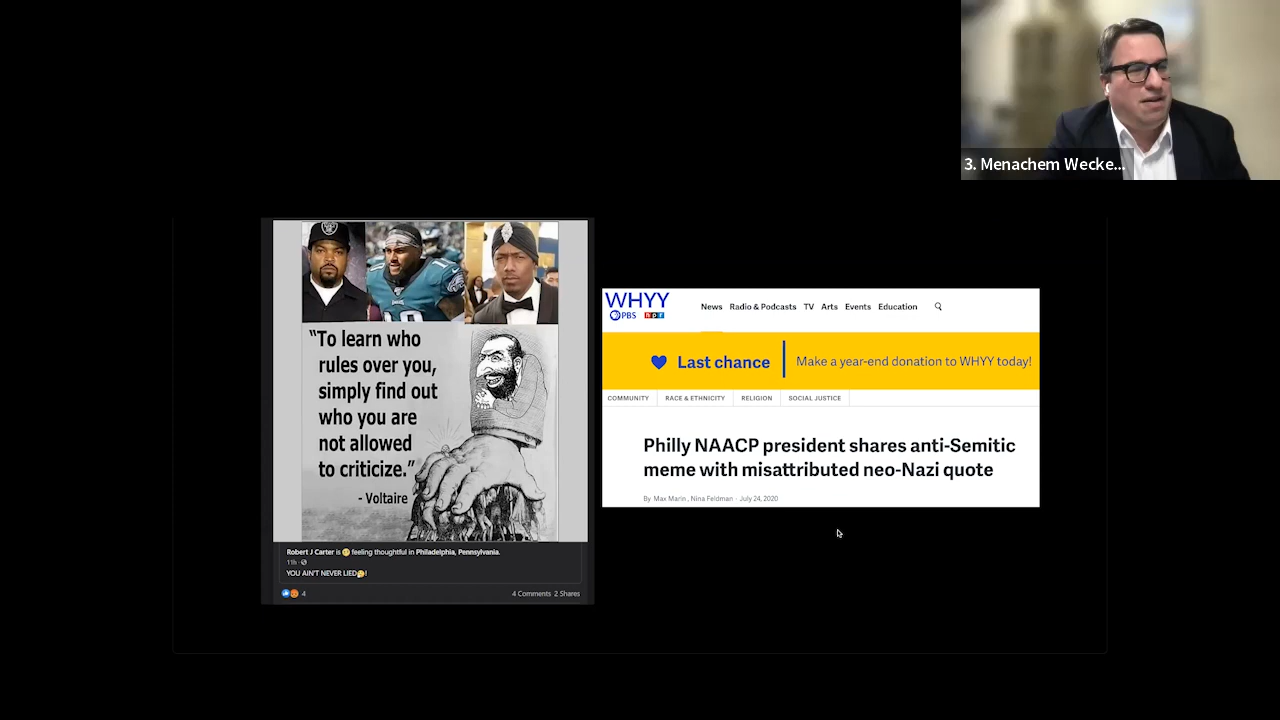 3. Menachem Wecke...
“To learn who
rules over you,
simply find out
who you are
not allowed
to criticize.”
- Voltaire
Robert J Carter is 🤔 feeling thoughtful in Philadelphia, Pennsylvania.
11h
YOU AIN'T NEVER LIED🤔!
4
4 Comments 2 Shares
WHYY
PBS npr
News Radio & Podcasts TV Arts Events Education
Last chance
Make a year-end donation to WHYY today!
COMMUNITY RACE & ETHNICITY RELIGION SOCIAL JUSTICE
Philly NAACP president shares anti-Semitic
meme with misattributed neo-Nazi quote
By Max Marin, Nina Feldman · July 24, 2020